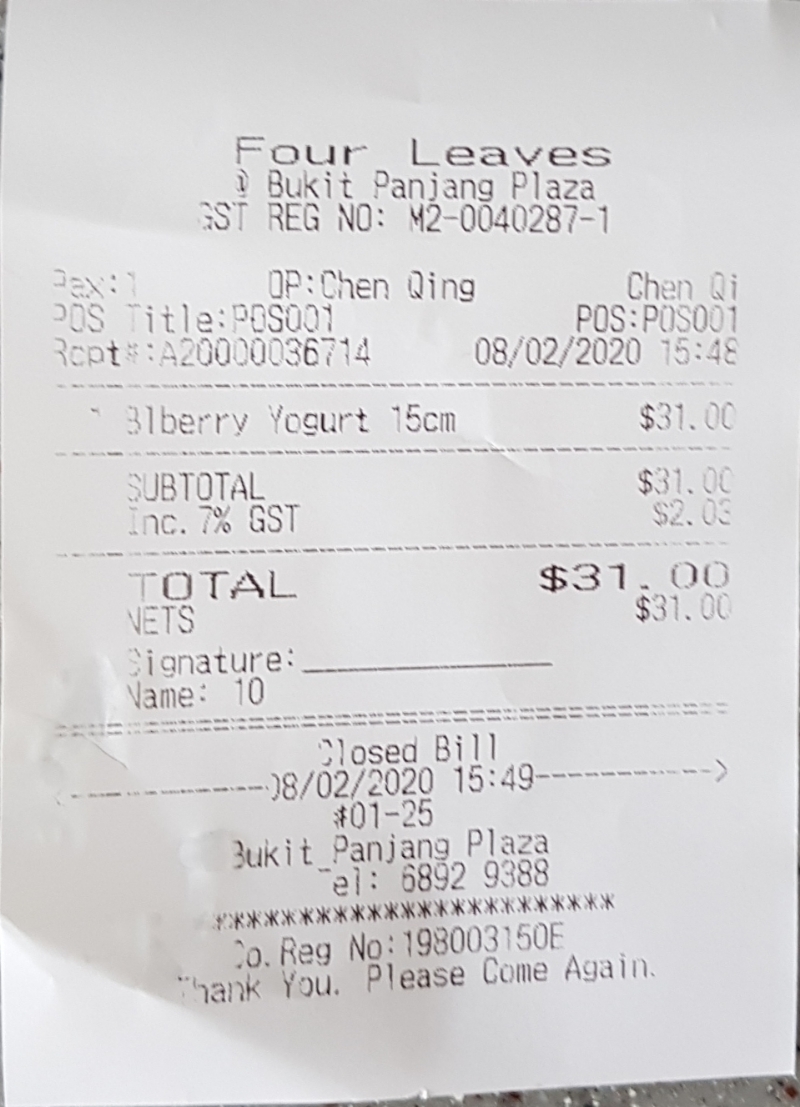 Four Leaves
@ Bukit Panjang Plaza
GST REG NO: M2-0040287-1
Pax:1 OP:Chen Qing Chen Qi
POS Title:POS001 POS:POS001
Rcpt#:A20000036714 08/02/2020 15:48
Blberry Yogurt 15cm $31.00
SUBTOTAL $31.00
Inc. 7% GST $2.03
TOTAL $31.00
NETS $31.00
Signature:
Name: 10
Closed Bill
<---------------08/02/2020 15:49--------------->
#01-25
Bukit Panjang Plaza
Tel: 6892 9388
************************
Co. Reg No:198003150E
Thank You. Please Come Again.